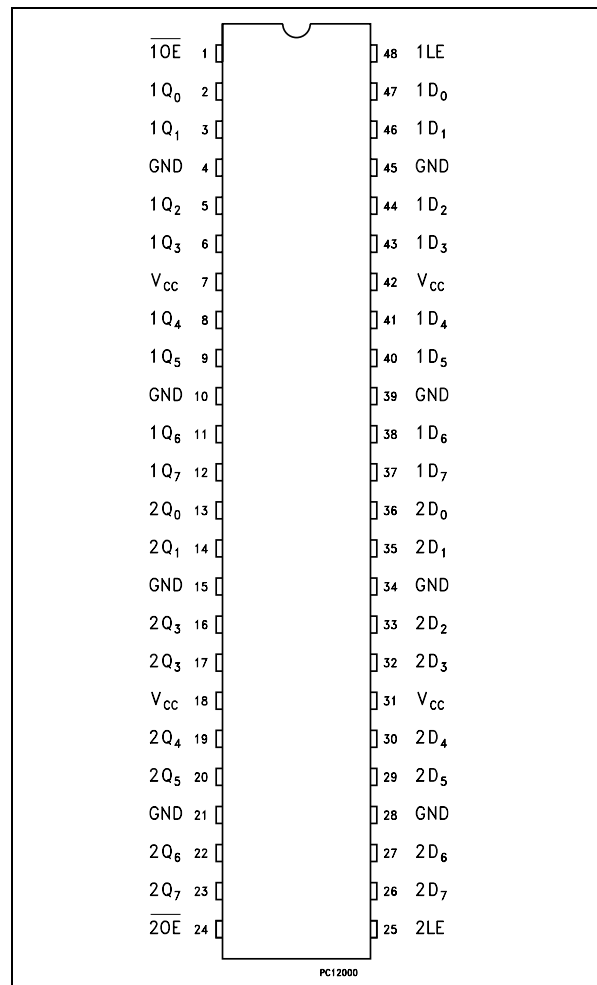 1OE 1 48 1LE
1Q0 2 47 1D0
1Q1 3 46 1D1
GND 4 45 GND
1Q2 5 44 1D2
1Q3 6 43 1D3
VCC 7 42 VCC
1Q4 8 41 1D4
1Q5 9 40 1D5
GND 10 39 GND
1Q6 11 38 1D6
1Q7 12 37 1D7
2Q0 13 36 2D0
2Q1 14 35 2D1
GND 15 34 GND
2Q3 16 33 2D2
2Q3 17 32 2D3
VCC 18 31 VCC
2Q4 19 30 2D4
2Q5 20 29 2D5
GND 21 28 GND
2Q6 22 27 2D6
2Q7 23 26 2D7
2OE 24 25 2LE
PC12000